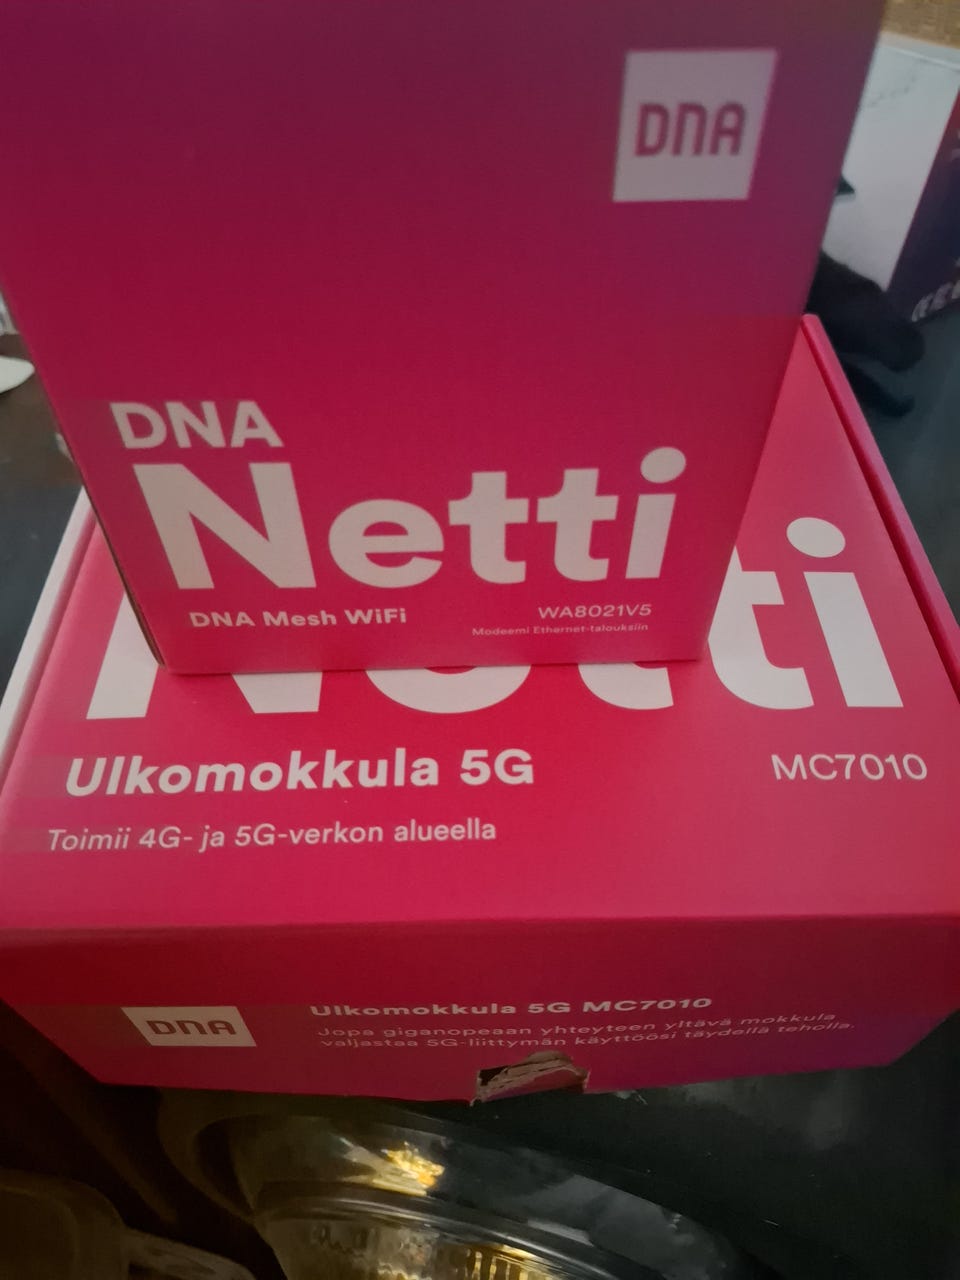 DNA
DNA
Netti
DNA Mesh WiFi
WA8021V5
Modeemi Ethernet-talouksiin
Netti
Ulkomokkula 5G
MC7010
Toimii 4G- ja 5G-verkon alueella
DNA
Ulkomokkula 5G MC7010
Jopa giganopeaan yhteyteen yltävä mokkula
valjastaa 5G-liittymän käyttöösi täydellä teholla.